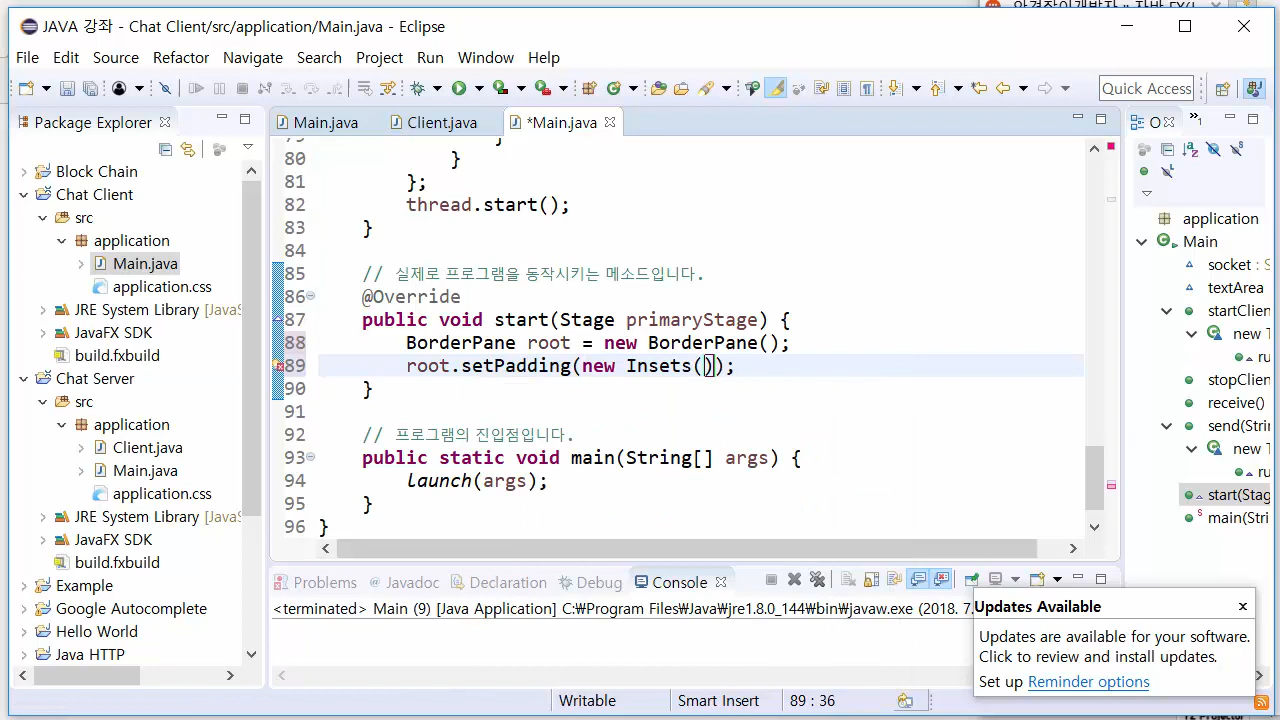 JAVA 강좌 - Chat Client/src/application/Main.java - Eclipse
File Edit Source Refactor Navigate Search Project Run Window Help
Quick Access
Package Explorer
Block Chain
Chat Client
src
application
Main.java
application.css
JRE System Library [JavaS
JavaFX SDK
build.fxbuild
Chat Server
src
application
Client.java
Main.java
application.css
JRE System Library [JavaS
JavaFX SDK
build.fxbuild
Example
Google Autocomplete
Hello World
Java HTTP
Main.java Client.java *Main.java
80 }
81 };
82 thread.start();
83 }
84
85 // 실제로 프로그램을 동작시키는 메소드입니다.
86 @Override
87 public void start(Stage primaryStage) {
88 BorderPane root = new BorderPane();
89 root.setPadding(new Insets());
90 }
91
92 // 프로그램의 진입점입니다.
93 public static void main(String[] args) {
94 launch(args);
95 }
96 }
application
Main
socket : S
textArea
startClien
new T
ru
stopClien
receive()
send(Strin
new T
ru
start(Stag
main(Stri
Problems Javadoc Declaration Debug Console
<terminated> Main (9) [Java Application] C:₩Program Files₩Java₩jre1.8.0_144₩bin₩javaw.exe (2018. 7.
Updates Available
Updates are available for your software.
Click to review and install updates.
Set up Reminder options
Writable Smart Insert 89 : 36